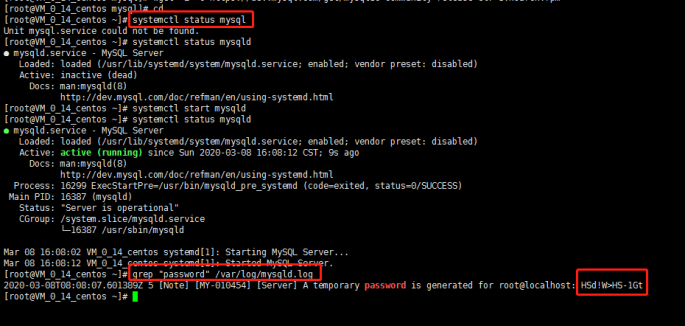 [root@VM_0_14_centos mysql]# cd
[root@VM_0_14_centos ~]# systemctl status mysql
Unit mysql.service could not be found.
[root@VM_0_14_centos ~]# systemctl status mysqld
● mysqld.service - MySQL Server
Loaded: loaded (/usr/lib/systemd/system/mysqld.service; enabled; vendor preset: disabled)
Active: inactive (dead)
Docs: man:mysqld(8)
http://dev.mysql.com/doc/refman/en/using-systemd.html
[root@VM_0_14_centos ~]# systemctl start mysqld
[root@VM_0_14_centos ~]# systemctl status mysqld
● mysqld.service - MySQL Server
Loaded: loaded (/usr/lib/systemd/system/mysqld.service; enabled; vendor preset: disabled)
Active: active (running) since Sun 2020-03-08 16:08:12 CST; 9s ago
Docs: man:mysqld(8)
http://dev.mysql.com/doc/refman/en/using-systemd.html
Process: 16299 ExecStartPre=/usr/bin/mysqld_pre_systemd (code=exited, status=0/SUCCESS)
Main PID: 16387 (mysqld)
Status: "Server is operational"
CGroup: /system.slice/mysqld.service
└─16387 /usr/sbin/mysqld
Mar 08 16:08:02 VM_0_14_centos systemd[1]: Starting MySQL Server...
Mar 08 16:08:12 VM_0_14_centos systemd[1]: Started MySQL Server.
[root@VM_0_14_centos ~]# grep "password" /var/log/mysqld.log
2020-03-08T08:08:07.601389Z 5 [Note] [MY-010454] [Server] A temporary password is generated for root@localhost: HSd!W>HS-1Gt
[root@VM_0_14_centos ~]#